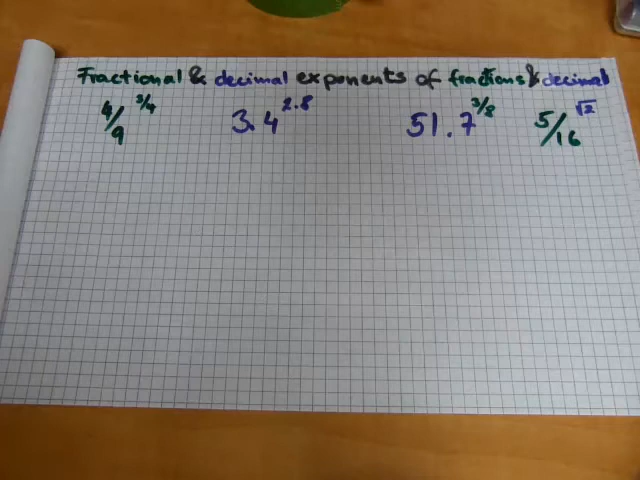 Fractional & decimal exponents of fractions & decimal
4/9 ^3/4 3.4 ^2.8 51.7 ^3/8 5/16 ^√2